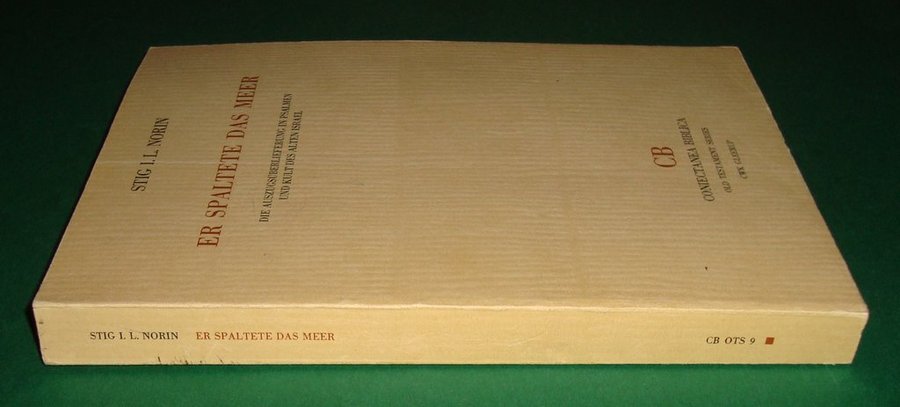 STIG I. L. NORIN
ER SPALTETE DAS MEER
DIE AUSZUGSÜBERLIEFERUNG IN PSALMEN
UND KULT DES ALTEN ISRAEL
CB
CONIECTANEA BIBLICA
OLD TESTAMENT SERIES
CWK GLEERUP
STIG I. L. NORIN ER SPALTETE DAS MEER CB OTS 9